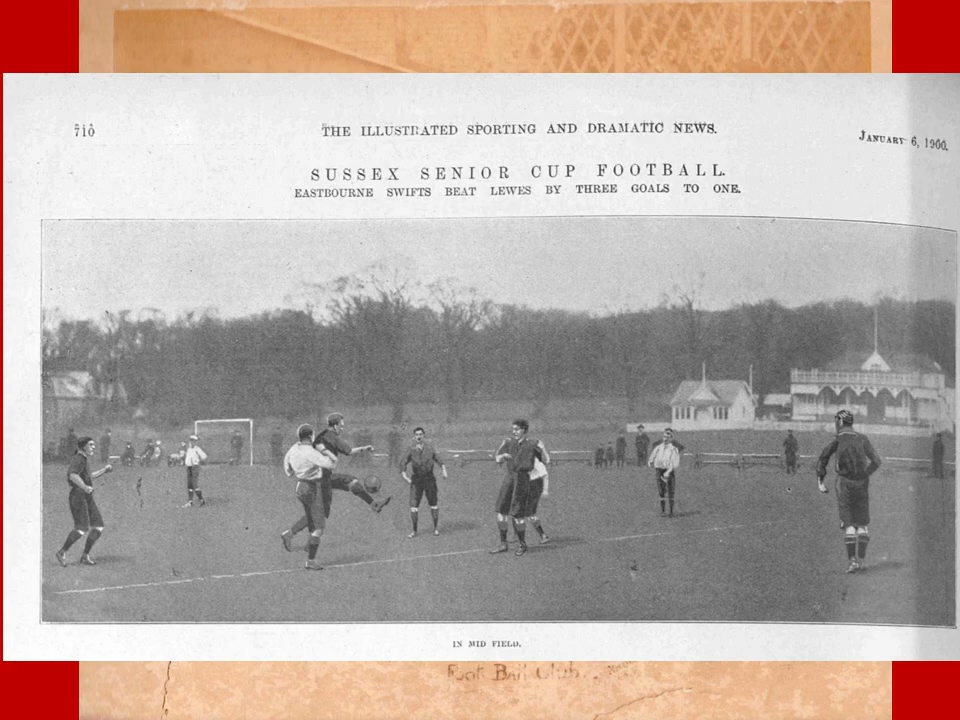 710
THE ILLUSTRATED SPORTING AND DRAMATIC NEWS.
JANUARY 6, 1900.
SUSSEX SENIOR CUP FOOTBALL.
EASTBOURNE SWIFTS BEAT LEWES BY THREE GOALS TO ONE.
IN MID FIELD.
Foot Ball Club